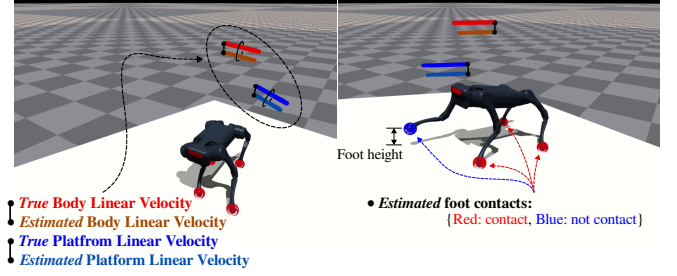 Foot height
True Body Linear Velocity
Estimated Body Linear Velocity
True Platfrom Linear Velocity
Estimated Platform Linear Velocity
• Estimated foot contacts:
{Red: contact, Blue: not contact}